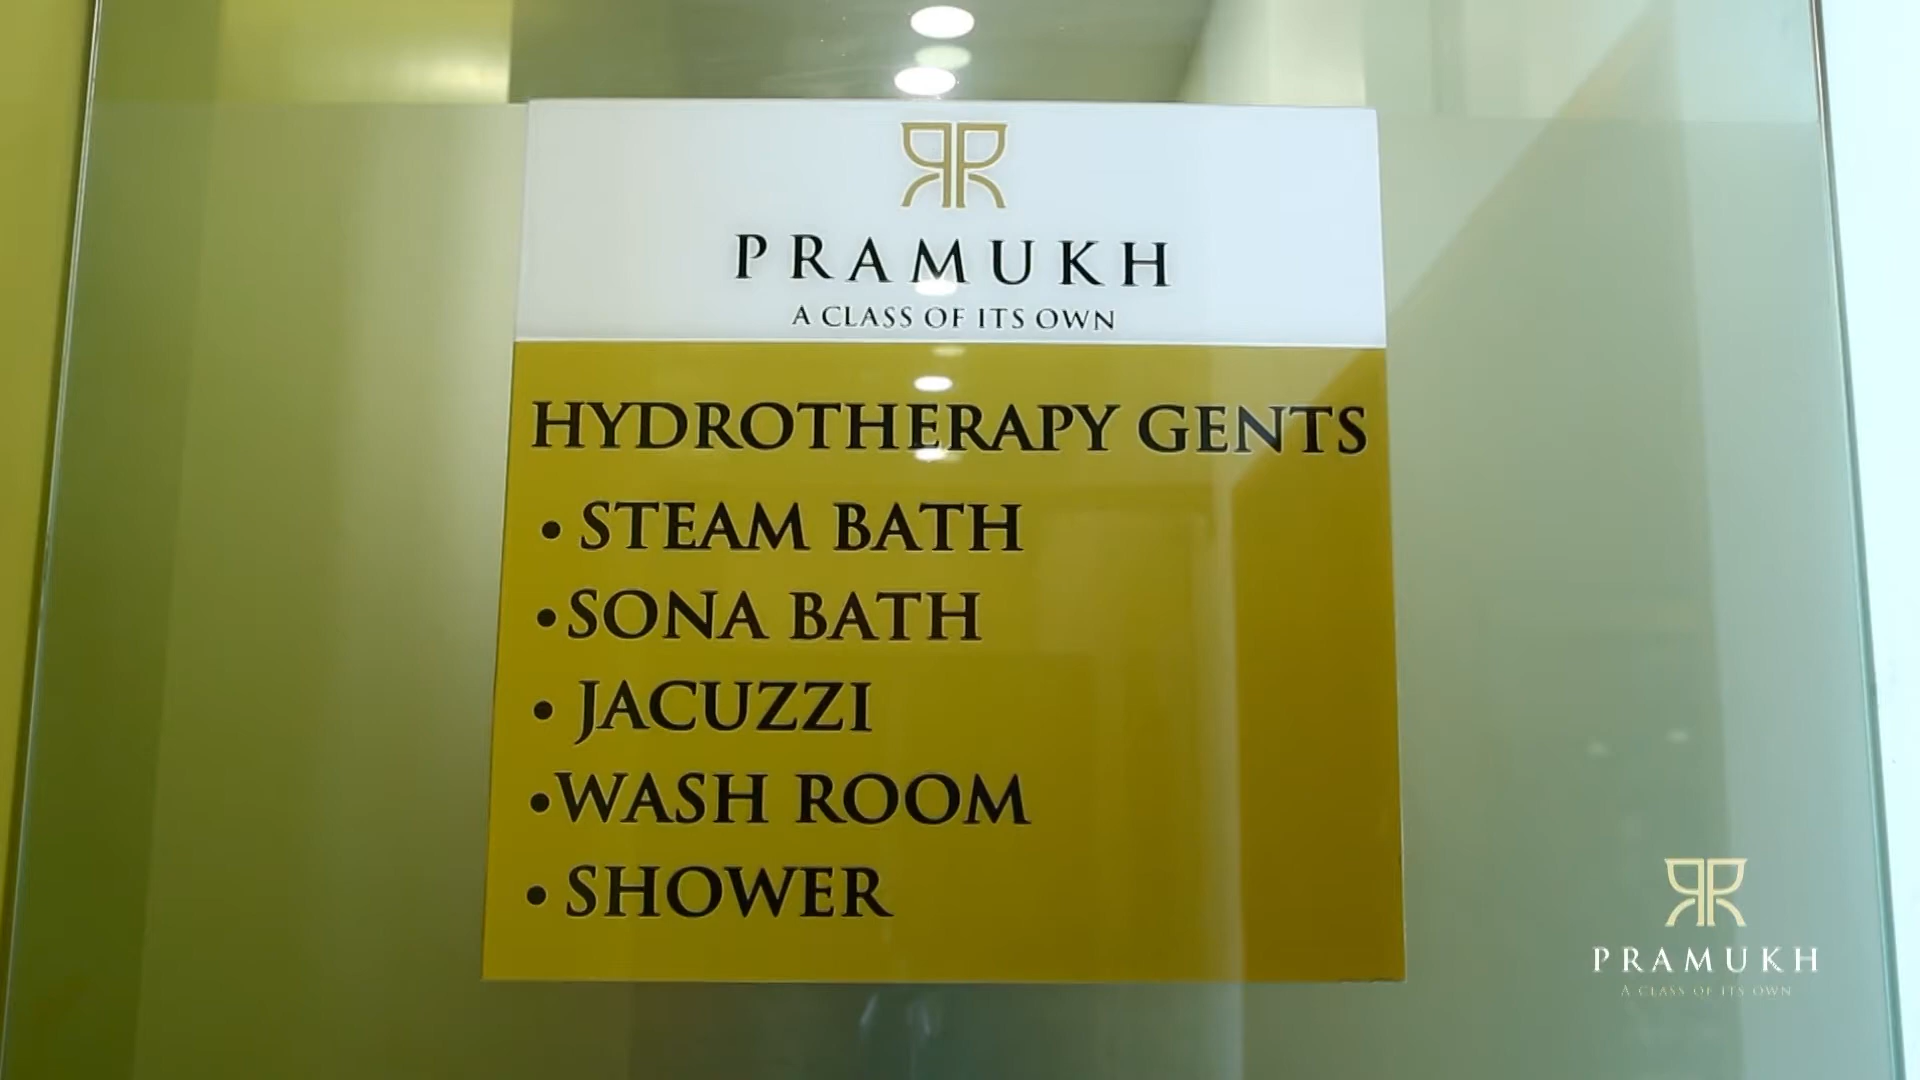 PRAMUKH
A CLASS OF ITS OWN
HYDROTHERAPY GENTS
• STEAM BATH
• SONA BATH
• JACUZZI
• WASH ROOM
• SHOWER
PRAMUKH
A CLASS OF ITS OWN